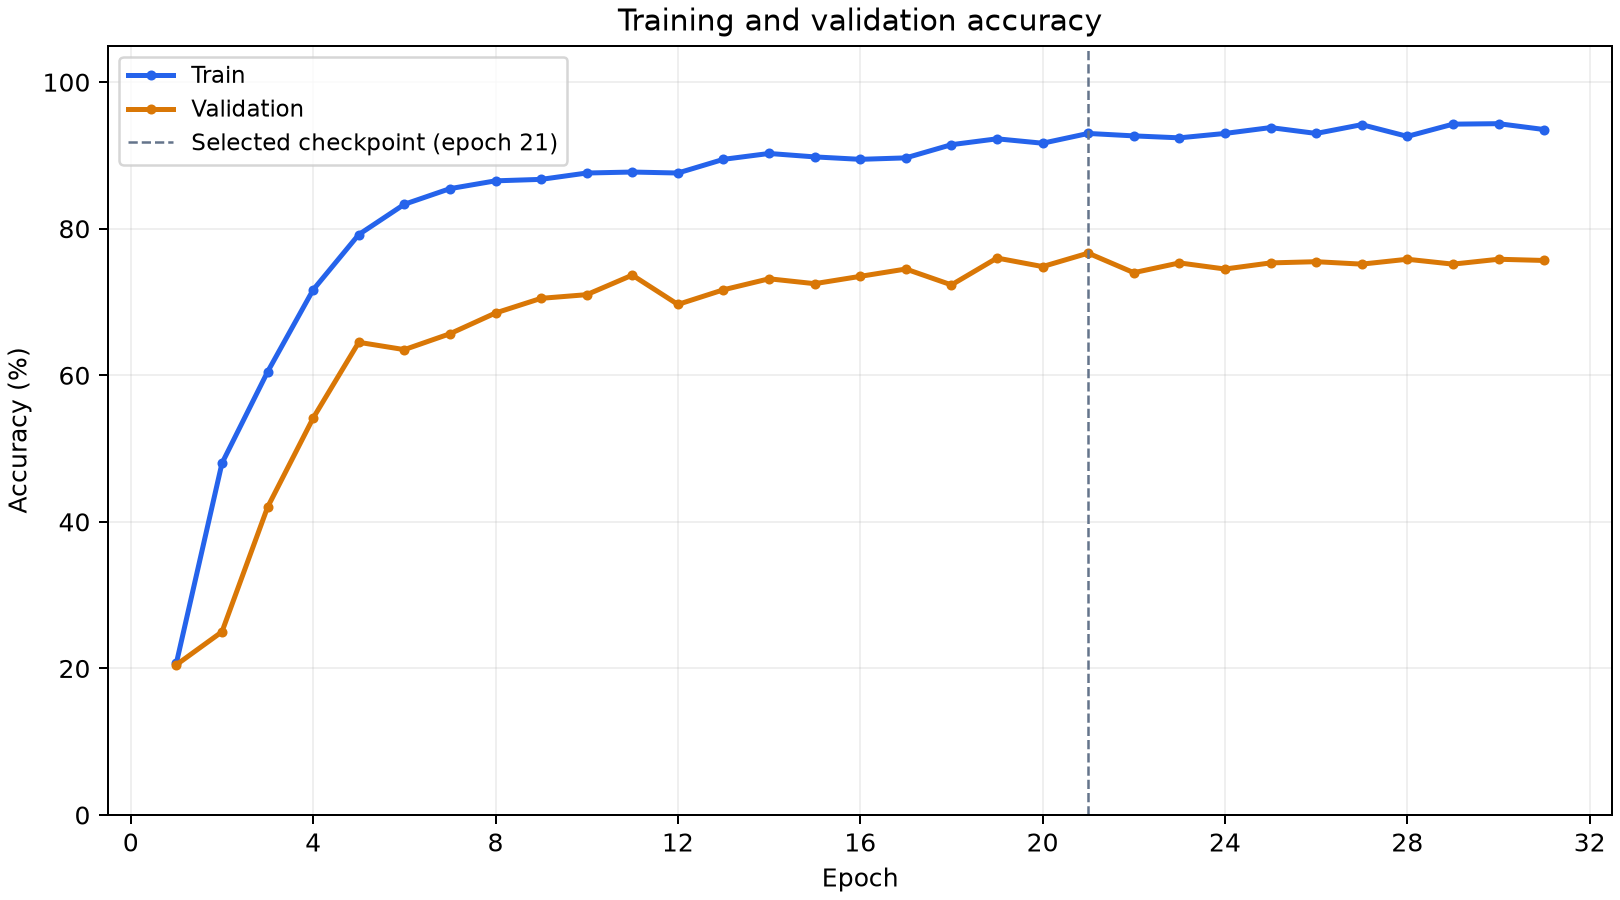 Training and validation accuracy
Train
Validation
Selected checkpoint (epoch 21)
100
80
60
40
20
0
Accuracy (%)
0 4 8 12 16 20 24 28 32
Epoch